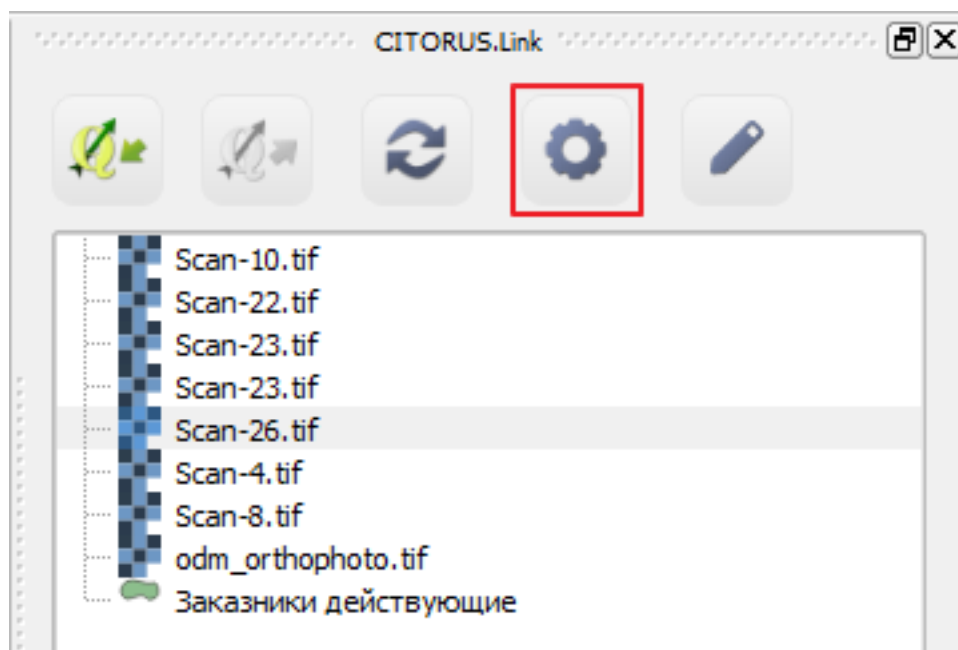 CITORUS.Link
Scan-10.tif
Scan-22.tif
Scan-23.tif
Scan-23.tif
Scan-26.tif
Scan-4.tif
Scan-8.tif
odm_orthophoto.tif
Заказники действующие